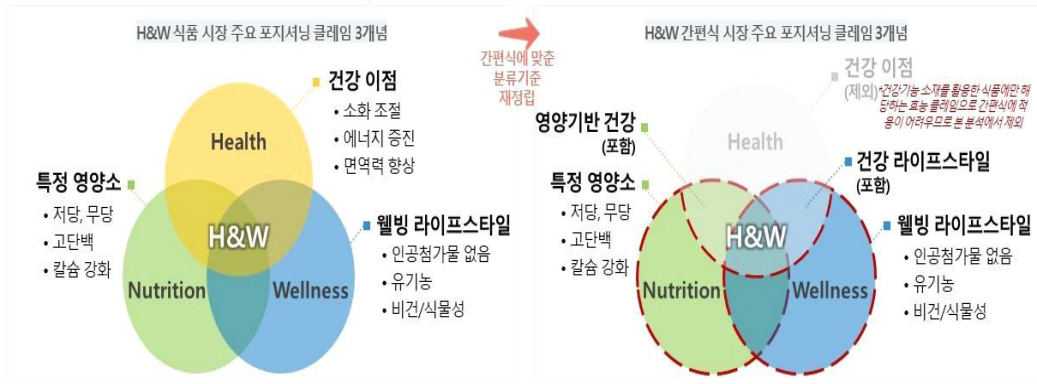 H&W 식품 시장 주요 포지셔닝 클레임 3개념
건강 이점
• 소화 조절
• 에너지 증진
• 면역력 향상
Health
특정 영양소
• 저당, 무당
• 고단백
• 칼슘 강화
H&W
웰빙 라이프스타일
• 인공첨가물 없음
• 유기농
• 비건/식물성
Nutrition
Wellness
간편식에 맞춘
분류기준
재정립
H&W 간편식 시장 주요 포지셔닝 클레임 3개념
건강 이점
(제외)
*건강기능 소재를 활용한 식품에만 해
당하는 효능 클레임으로 간편식에 적
용이 어려우므로 본 분석에서 제외
영양기반 건강
(포함)
Health
건강 라이프스타일
(포함)
특정 영양소
• 저당, 무당
• 고단백
• 칼슘 강화
H&W
웰빙 라이프스타일
• 인공첨가물 없음
• 유기농
• 비건/식물성
Nutrition
Wellness